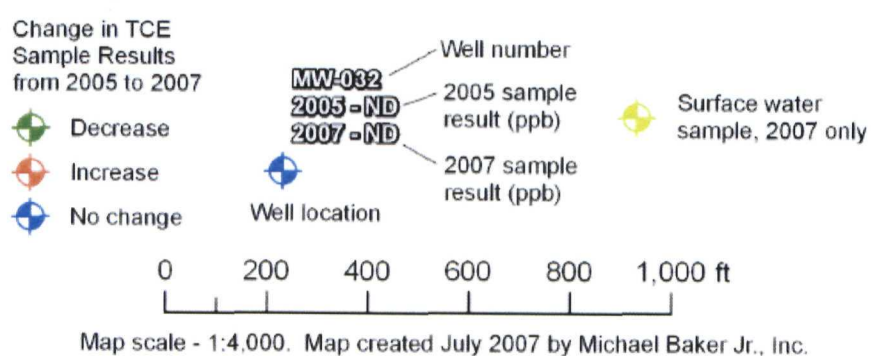 Change in TCE
Sample Results
from 2005 to 2007
Decrease
Increase
No change
MW-032
2005 - ND
2007 - ND
Well number
2005 sample
result (ppb)
2007 sample
result (ppb)
Well location
Surface water
sample, 2007 only
0 200 400 600 800 1,000 ft
Map scale - 1:4,000. Map created July 2007 by Michael Baker Jr., Inc.